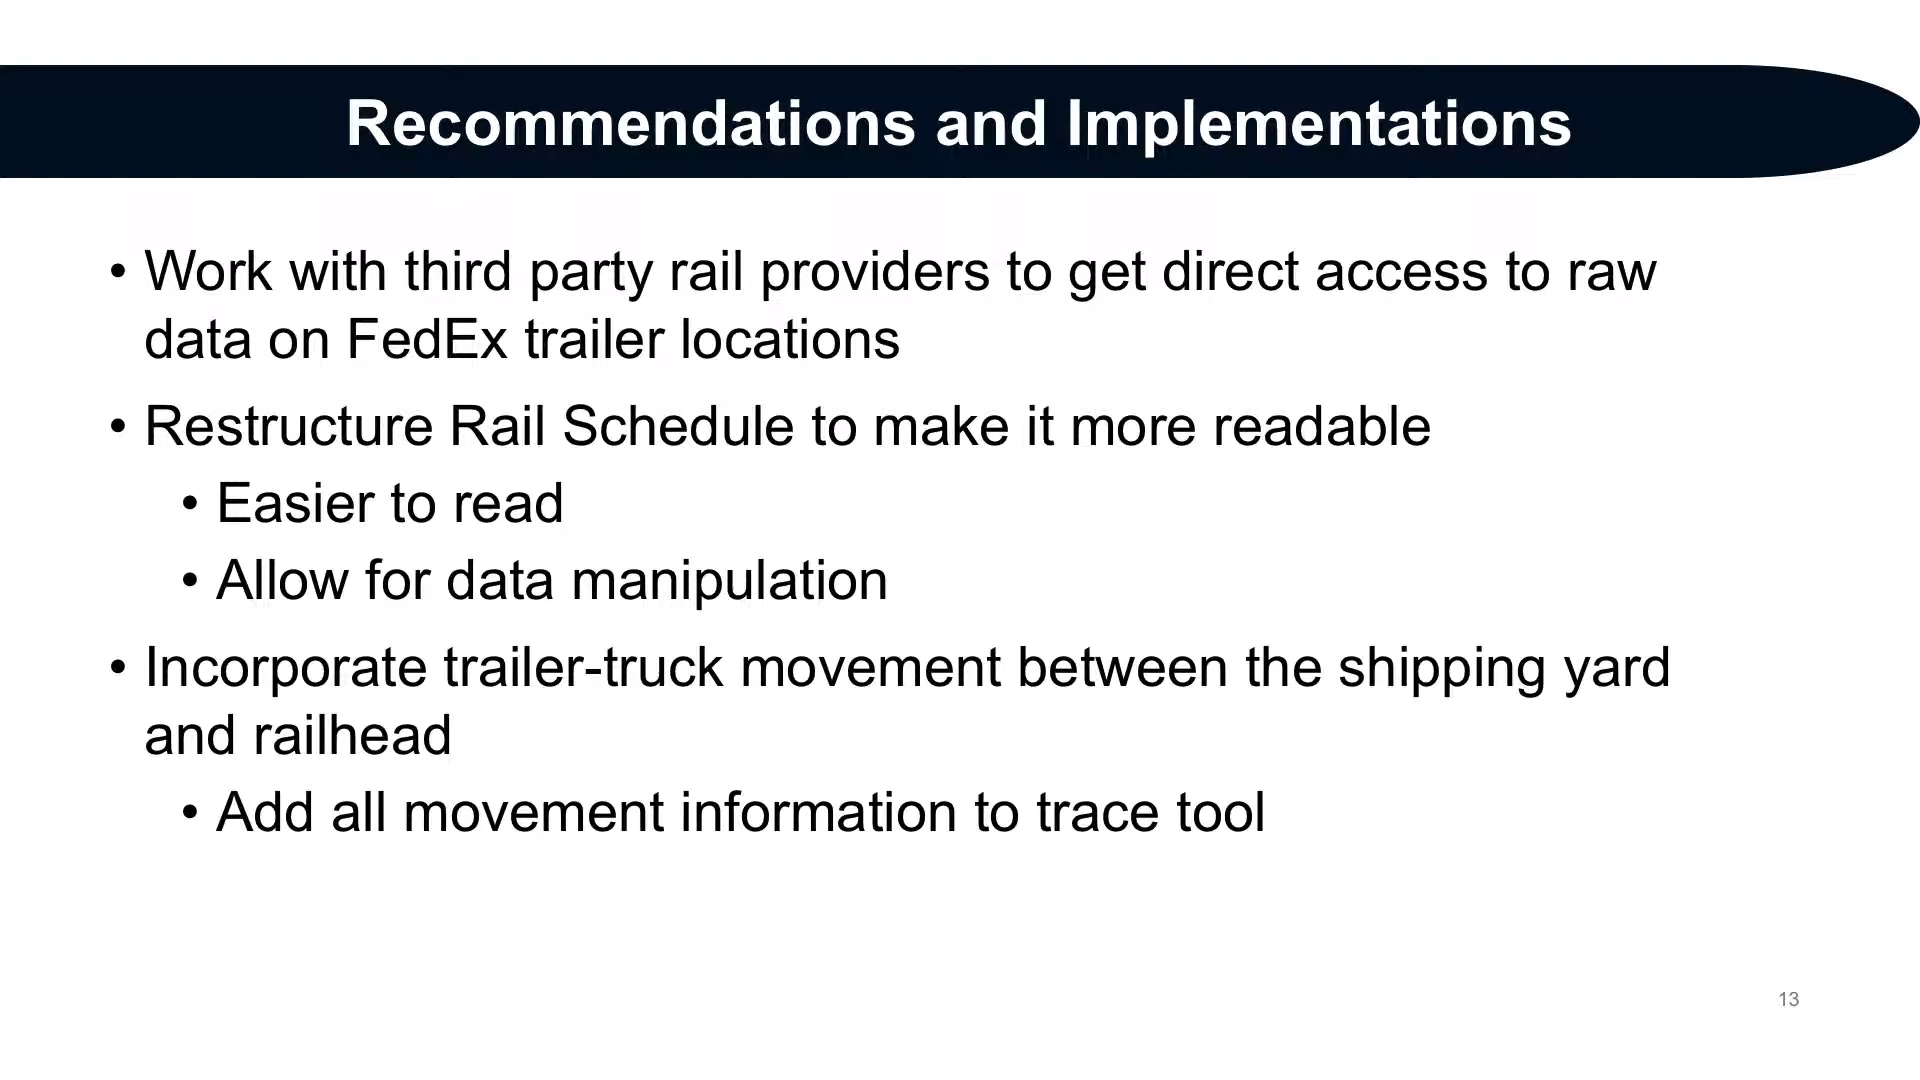 Recommendations and Implementations
• Work with third party rail providers to get direct access to raw
data on FedEx trailer locations
• Restructure Rail Schedule to make it more readable
• Easier to read
• Allow for data manipulation
• Incorporate trailer-truck movement between the shipping yard
and railhead
• Add all movement information to trace tool
13